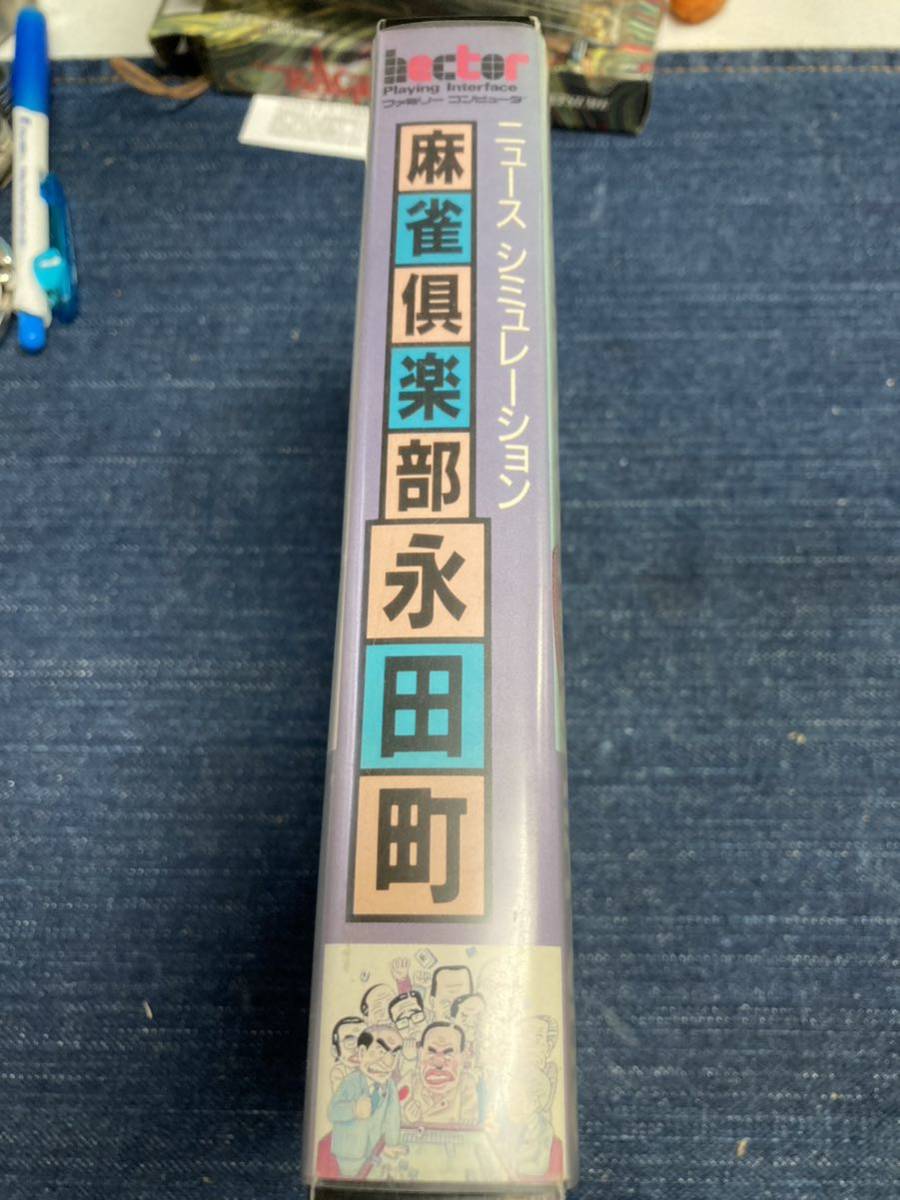 hector
Playing Interface
ファミリー コンピュータ
ニュース シミュレーション
麻雀倶楽部永田町